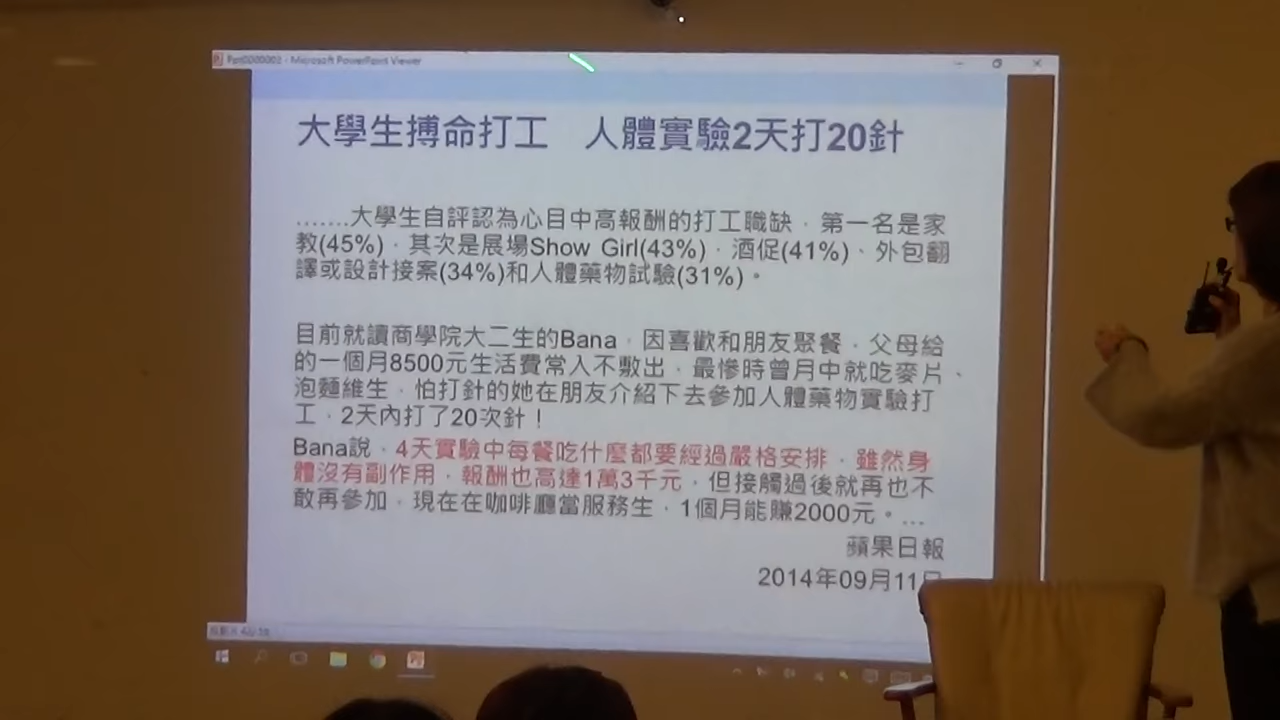 Ppt0000002 - Microsoft PowerPoint Viewer
大學生搏命打工 人體實驗2天打20針
.......大學生自評認為心目中高報酬的打工職缺，第一名是家
教(45%)，其次是展場Show Girl(43%)，酒促(41%)、外包翻
譯或設計接案(34%)和人體藥物試驗(31%)。
目前就讀商學院大二生的Bana，因喜歡和朋友聚餐，父母給
的一個月8500元生活費常入不敷出，最慘時曾月中就吃麥片、
泡麵維生，怕打針的她在朋友介紹下去參加人體藥物實驗打
工，2天內打了20次針！
Bana說，4天實驗中每餐吃什麼都要經過嚴格安排，雖然身
體沒有副作用，報酬也高達1萬3千元，但接觸過後就再也不
敢再參加，現在在咖啡廳當服務生，1個月能賺2000元。...
蘋果日報
2014年09月11日